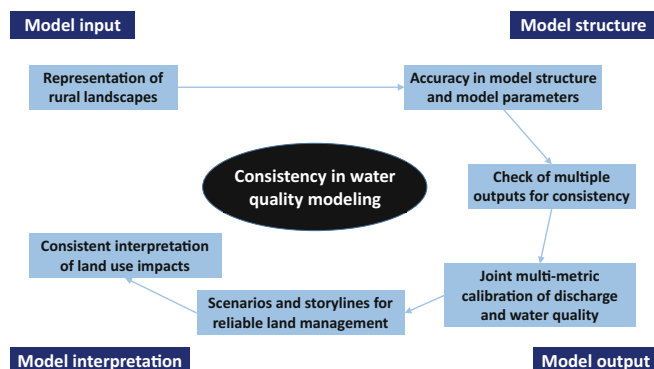 Model input
Model structure
Representation of
rural landscapes
Accuracy in model structure
and model parameters
Consistency in water
quality modeling
Check of multiple
outputs for consistency
Consistent interpretation
of land use impacts
Joint multi-metric
calibration of discharge
and water quality
Scenarios and storylines for
reliable land management
Model interpretation
Model output